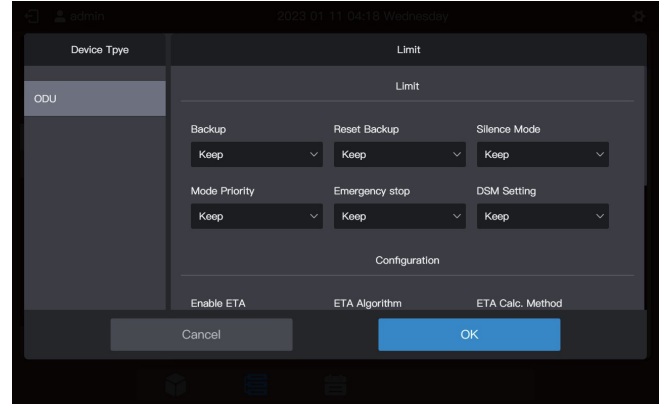 admin 2023 01 11 04:18 Wednesday
Device Tpye Limit
ODU
Limit
Backup Reset Backup Silence Mode
Keep Keep Keep
Mode Priority Emergency stop DSM Setting
Keep Keep Keep
Configuration
Enable ETA ETA Algorithm ETA Calc. Method
Cancel OK